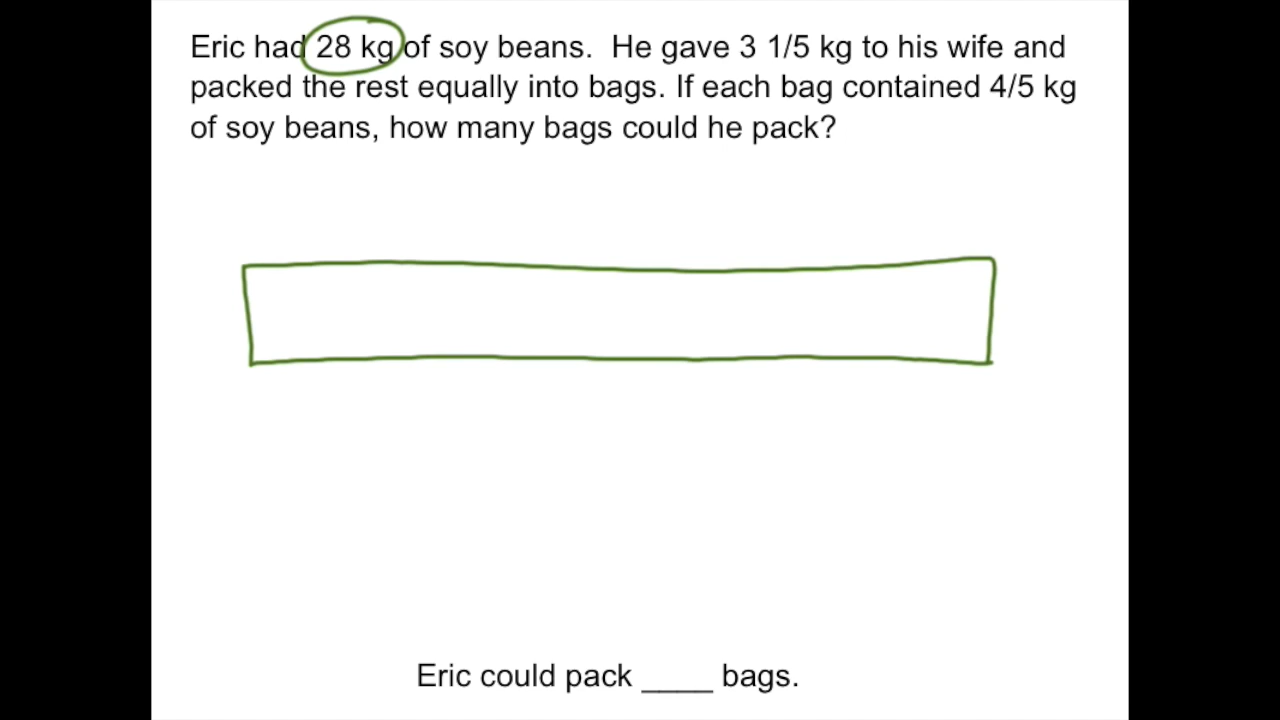 Eric had 28 kg of soy beans.  He gave 3 1/5 kg to his wife and
packed the rest equally into bags. If each bag contained 4/5 kg
of soy beans, how many bags could he pack?
Eric could pack ____ bags.